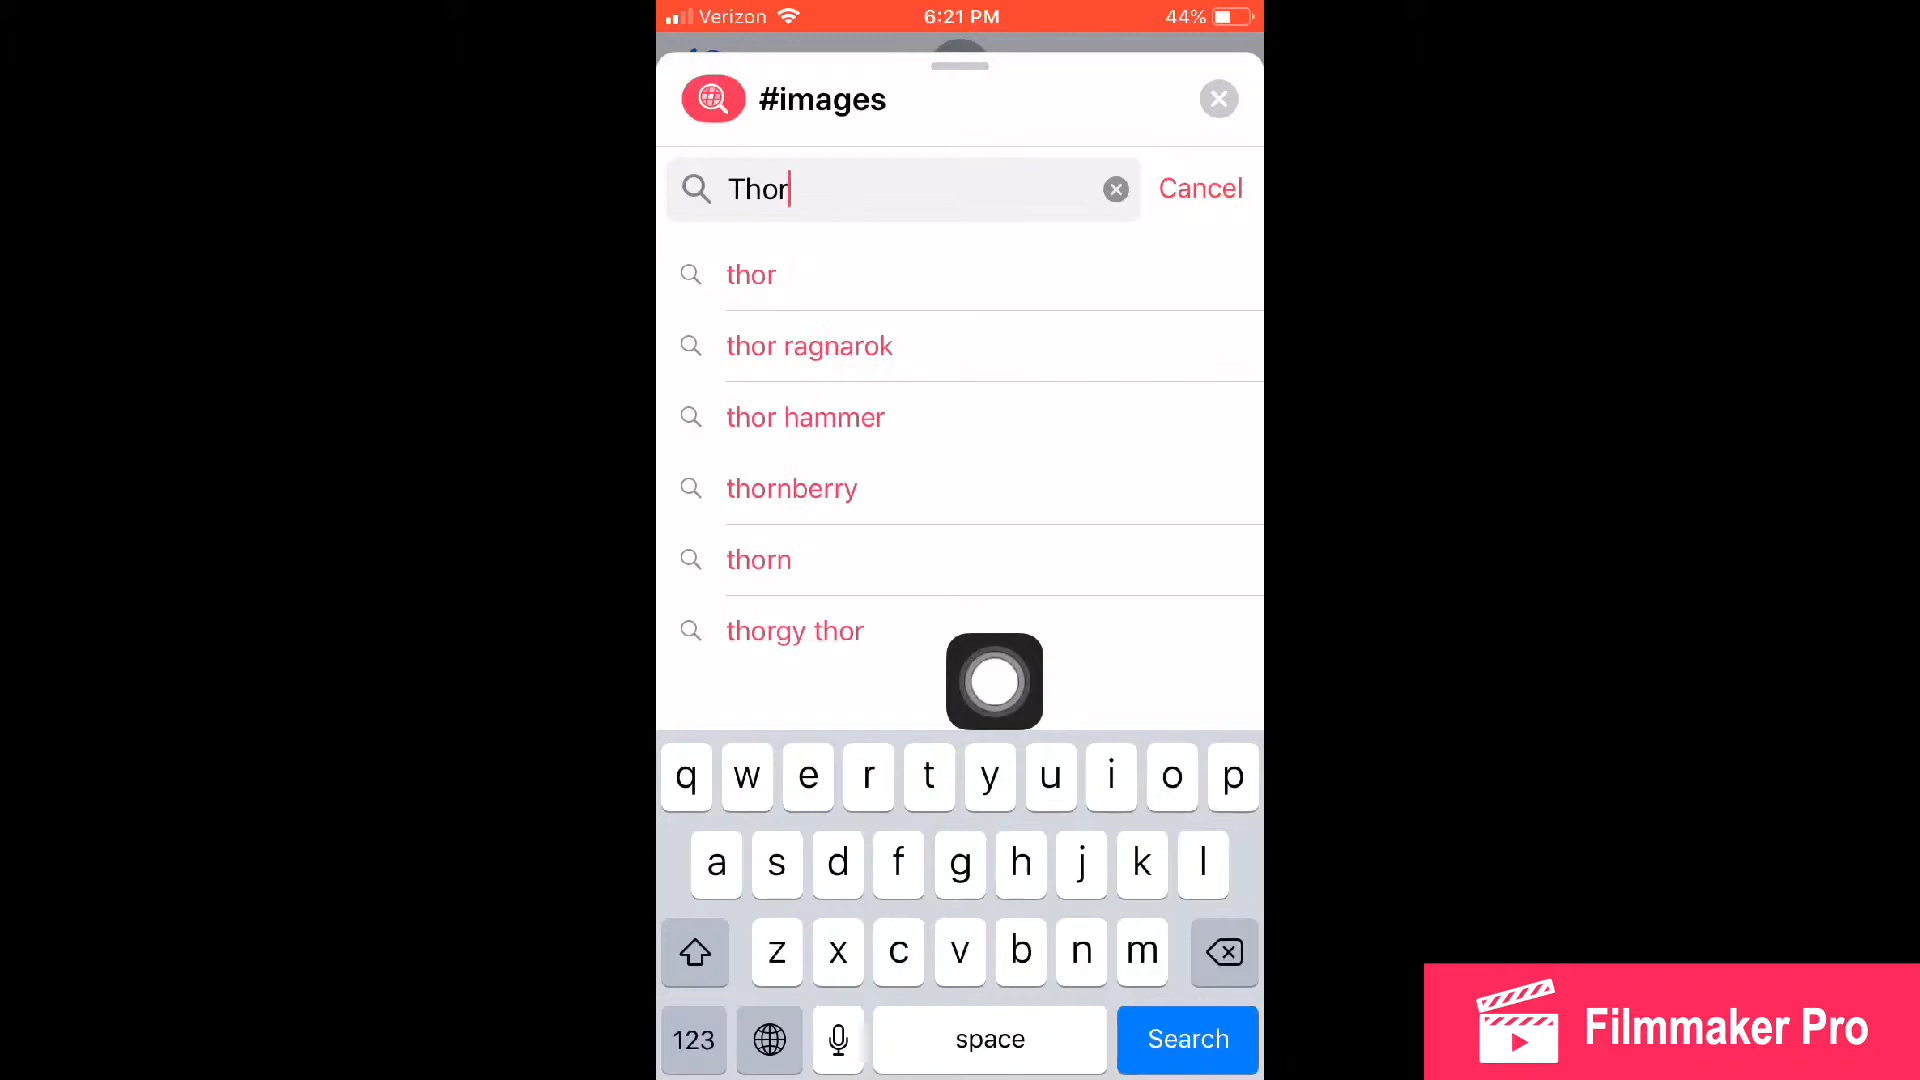 Verizon 6:21 PM 44%
#images
Thor Cancel
thor
thor ragnarok
thor hammer
thornberry
thorn
thorgy thor
q w e r t y u i o p
a s d f g h j k l
z x c v b n m
123 space Search
Filmmaker Pro